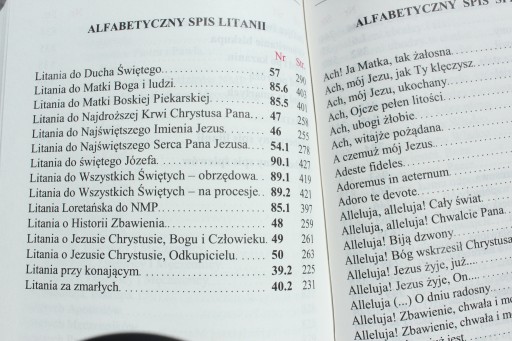 ALFABETYCZNY SPIS LITANII
Nr Str.
Litania do Ducha Świętego 57 290
Litania do Matki Boga i ludzi 85.6 403
Litania do Matki Boskiej Piekarskiej 85.5 401
Litania do Najdroższej Krwi Chrystusa Pana 47 258
Litania do Najświętszego Imienia Jezus 46 255
Litania do Najświętszego Serca Pana Jezusa 54.1 278
Litania do świętego Józefa 90.1 427
Litania do Wszystkich Świętych – obrzędowa 89.1 419
Litania do Wszystkich Świętych – na procesje 89.2 421
Litania Loretańska do NMP 85.1 397
Litania o Historii Zbawienia 48 259
Litania o Jezusie Chrystusie, Bogu i Człowieku 49 261
Litania o Jezusie Chrystusie, Odkupicielu 50 263
Litania przy konającym 39.2 225
Litania za zmarłych 40.2 231
ALFABETYCZNY SPIS
Ach! Ja Matka, tak żałosna
Ach, mój Jezu, jak Ty klęczysz
Ach, mój Jezu, ukochany
Ach, Ojcze pełen litości
Ach, ubogi żłobie
Ach, witajże pożądana
A czemuż mój Jezus
Adeste fideles
Adoremus in aeternum
Adoro te devote
Alleluja, alleluja! Cały świat
Alleluja, alleluja! Chwalcie Pana
Alleluja! Biją dzwony
Alleluja! Bóg wskrzesił Chrystusa
Alleluja! Jezus żyje, już...
Alleluja! Jezus żyje, On....
Alleluja (...) O dniu radosny
Alleluja! Zbawienie, chwała i mo
Alleluja! Zbawienie, chwała i mo